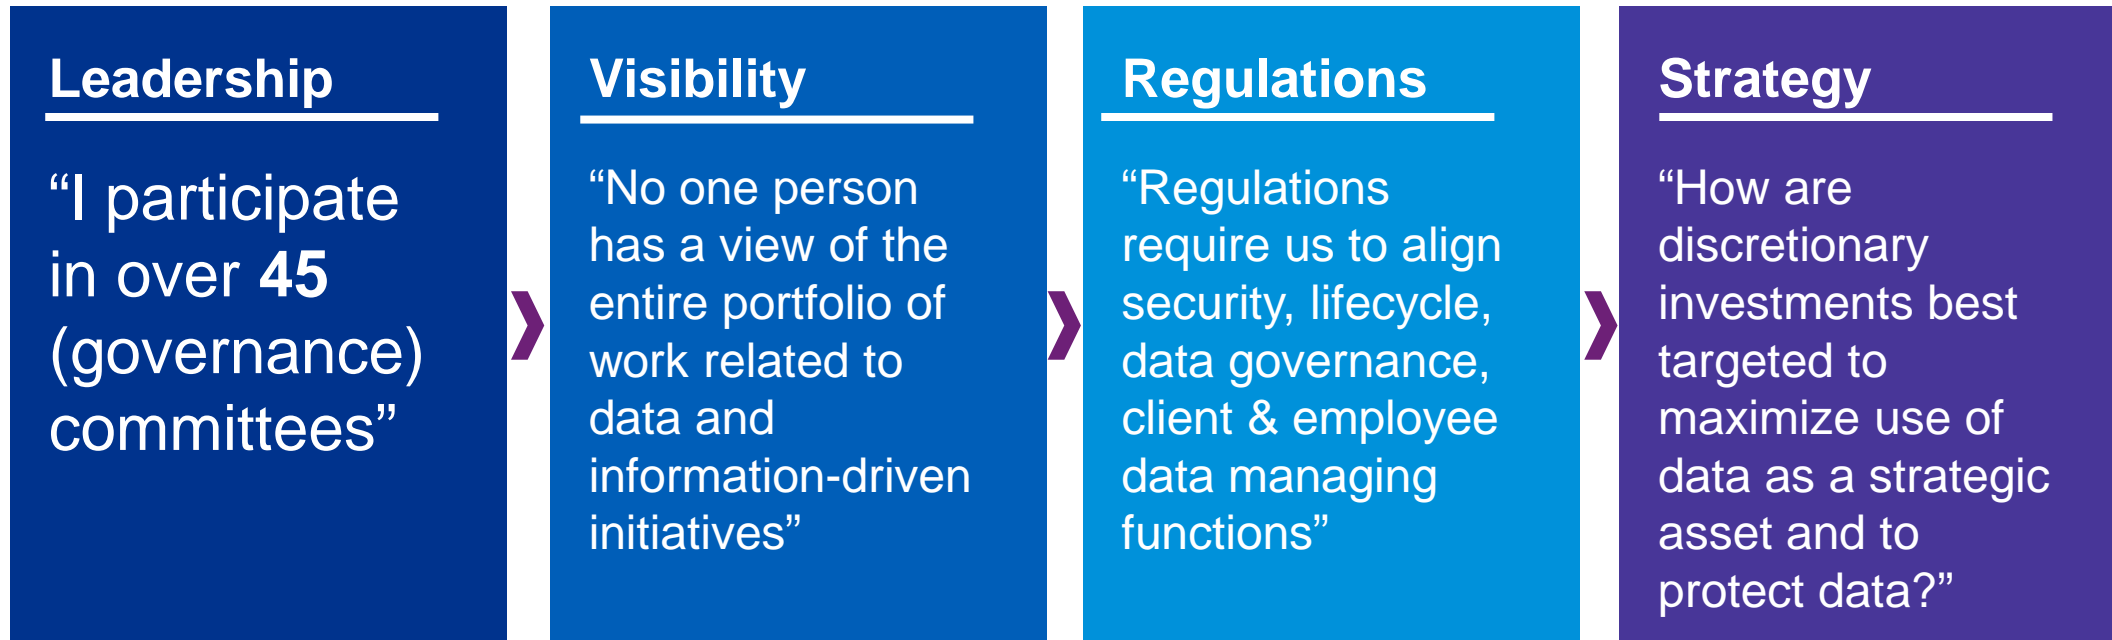 Leadership
“I participate
in over 45
(governance)
committees”
Visibility
“No one person
has a view of the
entire portfolio of
work related to
data and
information-driven
initiatives”
Regulations
“Regulations
require us to align
security, lifecycle,
data governance,
client & employee
data managing
functions”
Strategy
“How are
discretionary
investments best
targeted to
maximize use of
data as a strategic
asset and to
protect data?”